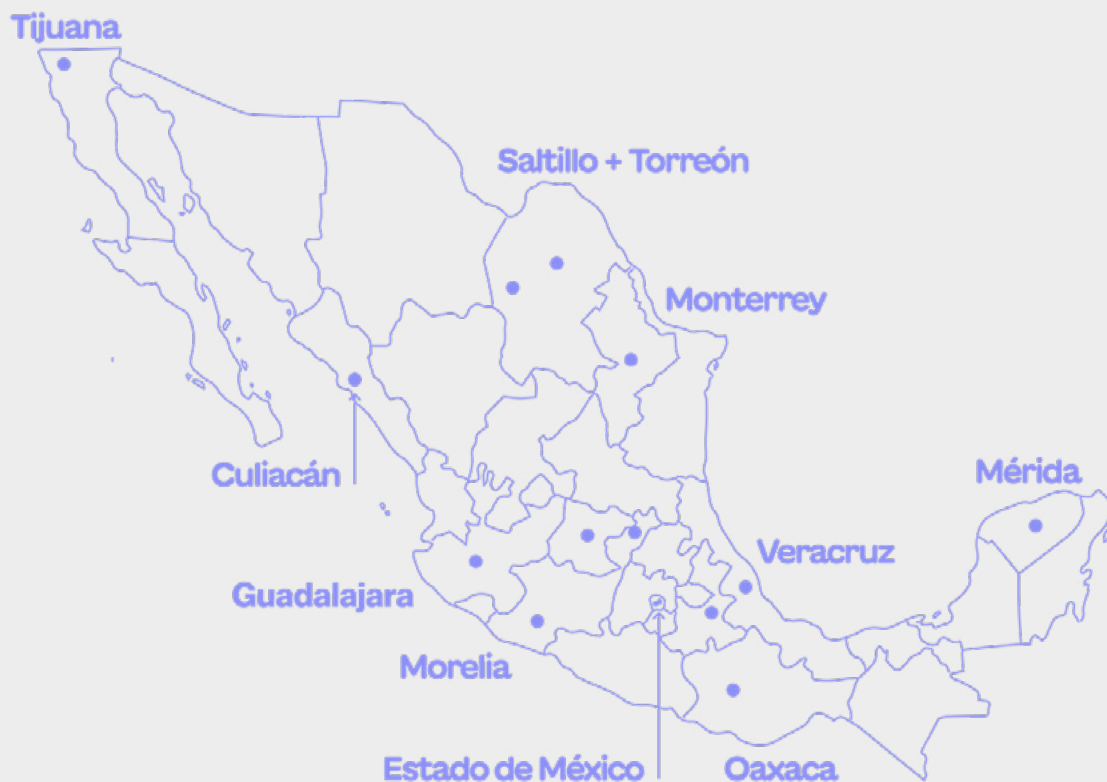 Tijuana
Saltillo + Torreón
Monterrey
Culiacán
Mérida
Veracruz
Guadalajara
Morelia
Estado de México
Oaxaca